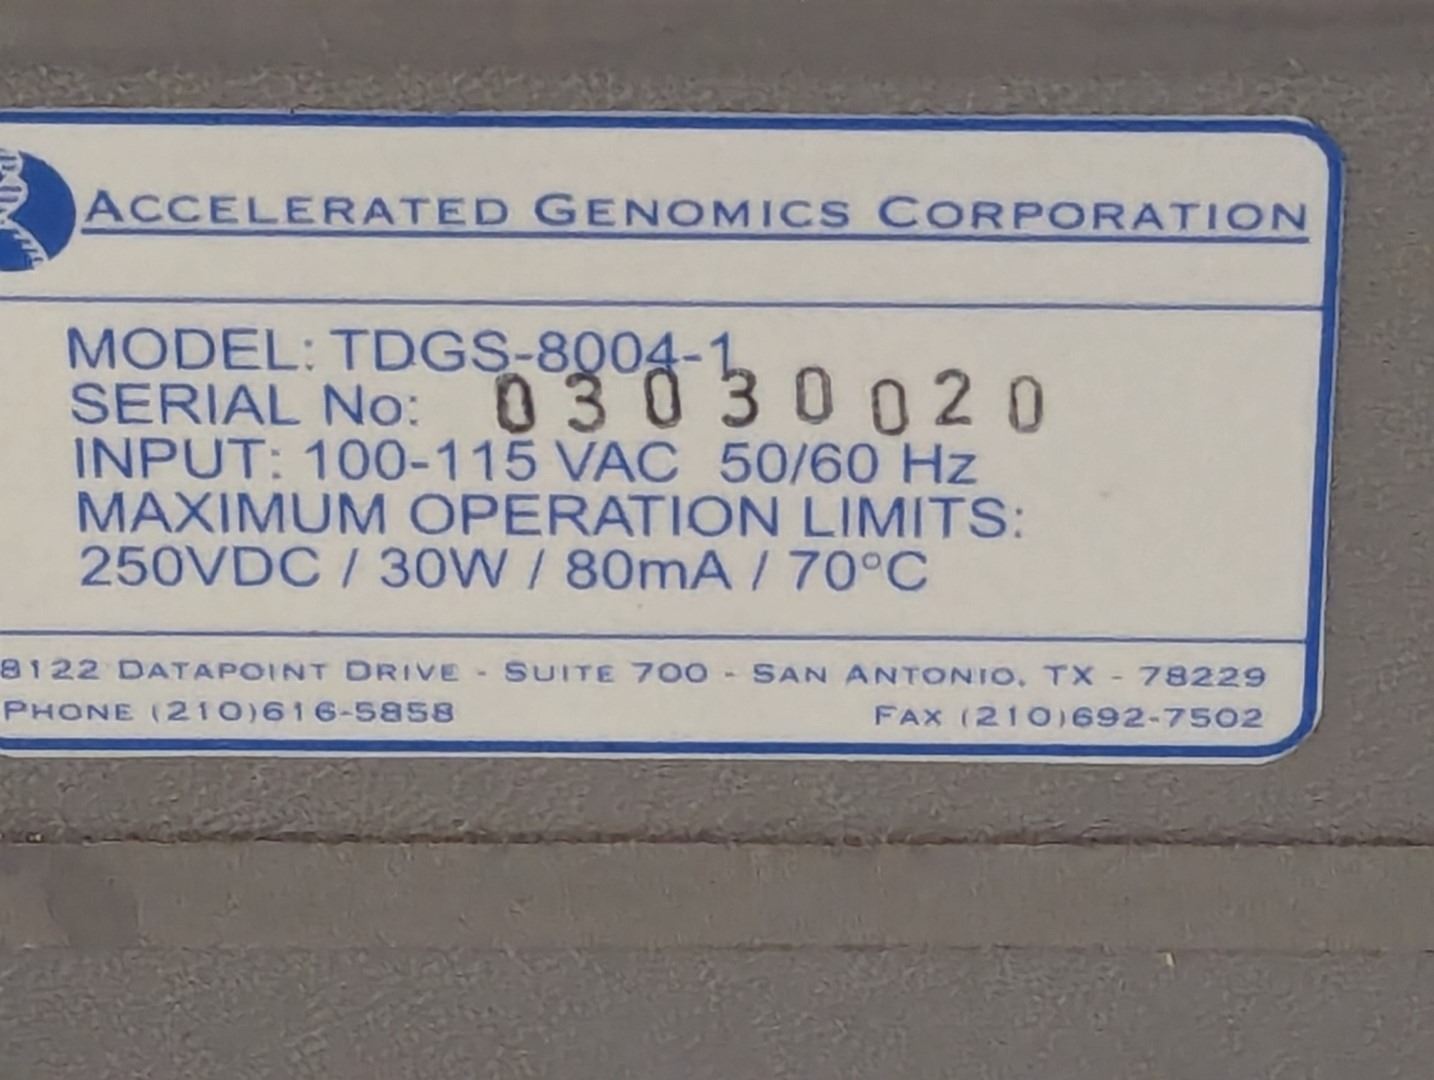 ACCELERATED GENOMICS CORPORATION
MODEL: TDGS-8004-1
SERIAL No: 03030020
INPUT: 100-115 VAC 50/60 Hz
MAXIMUM OPERATION LIMITS:
250VDC / 30W / 80mA / 70°C
8122 DATAPOINT DRIVE - SUITE 700 - SAN ANTONIO, TX - 78229
PHONE (210)616-5858 FAX (210)692-7502